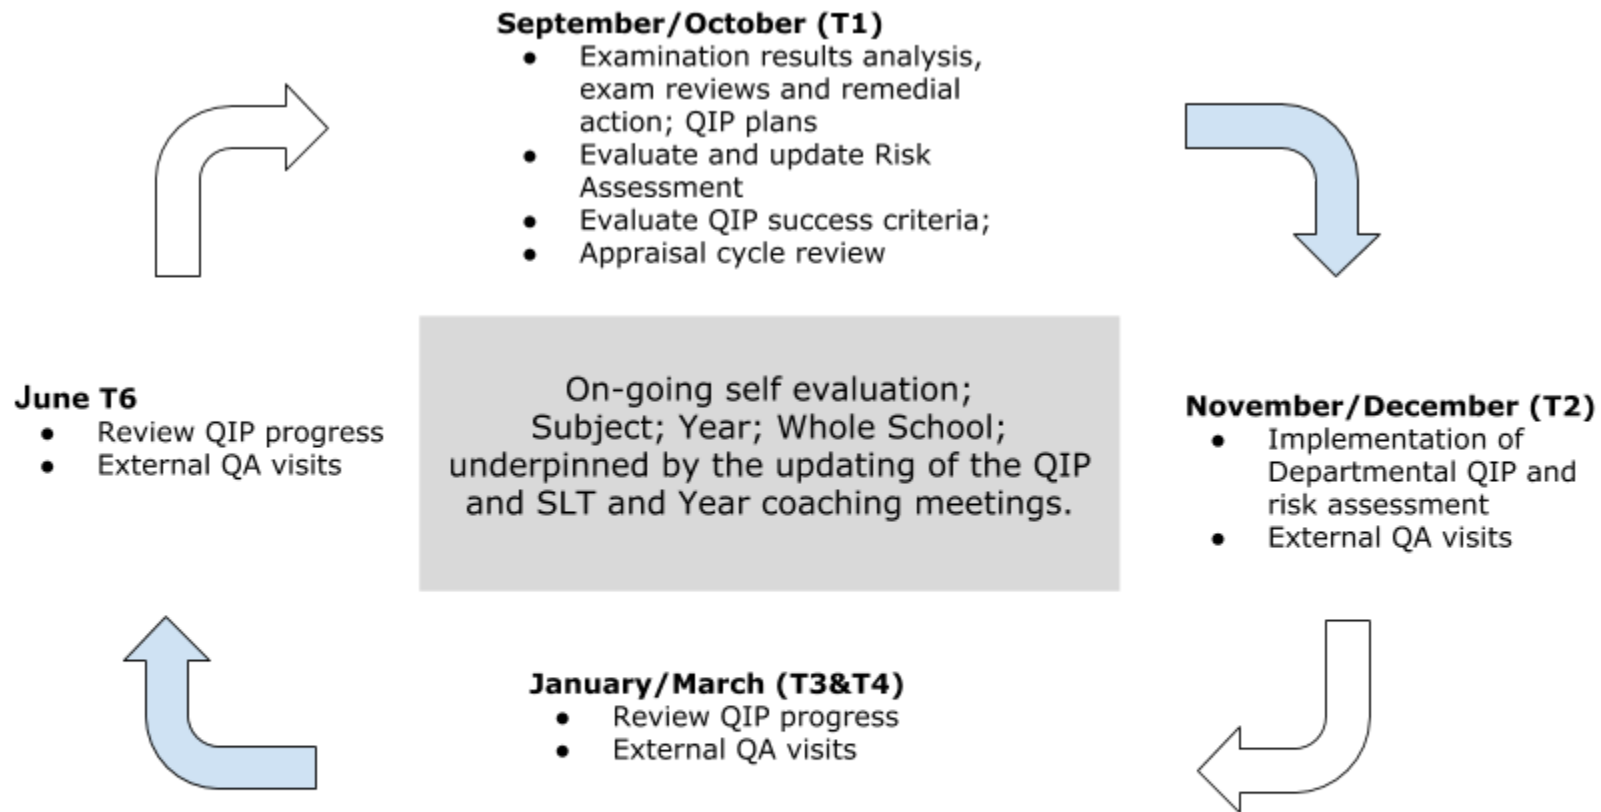 September/October (T1)
● Examination results analysis,
exam reviews and remedial
action; QIP plans
● Evaluate and update Risk
Assessment
● Evaluate QIP success criteria;
● Appraisal cycle review
November/December (T2)
● Implementation of
Departmental QIP and
risk assessment
● External QA visits
January/March (T3&T4)
● Review QIP progress
● External QA visits
June T6
● Review QIP progress
● External QA visits
On-going self evaluation;
Subject; Year; Whole School;
underpinned by the updating of the QIP
and SLT and Year coaching meetings.